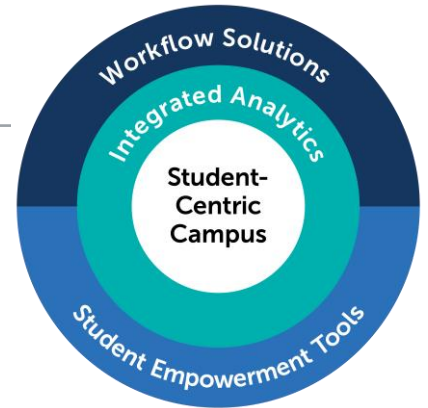 Workflow Solutions
Integrated Analytics
Student-
Centric
Campus
Student Empowerment Tools